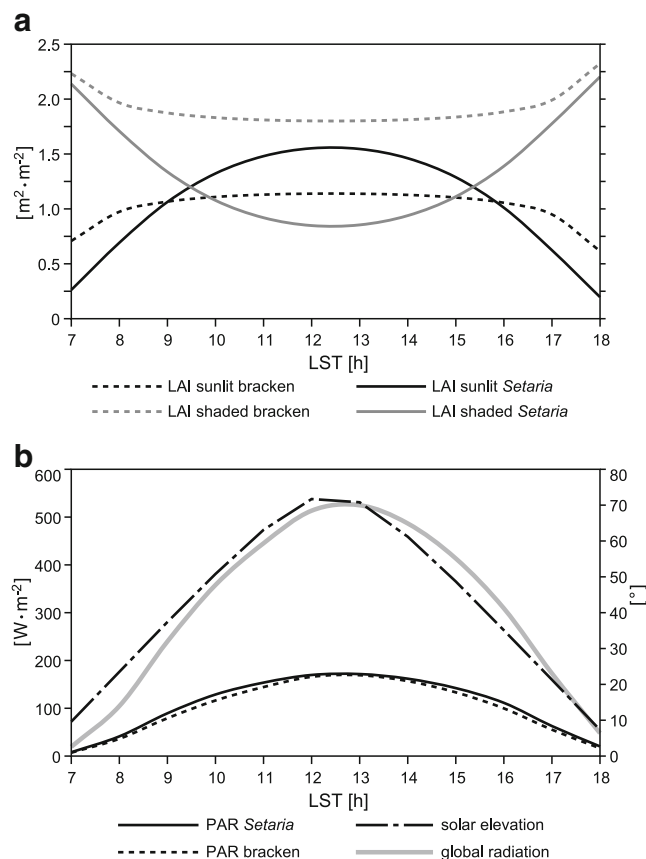 a
2.5
2.0
1.5
1.0
0.5
0
[m²·m⁻²]
7 8 9 10 11 12 13 14 15 16 17 18
LST [h]
LAI sunlit bracken LAI sunlit Setaria
LAI shaded bracken LAI shaded Setaria
b
600 80
500 70
400 60
300 50
200 40
100 30
0 20
10
0
[W·m⁻²]
[°]
7 8 9 10 11 12 13 14 15 16 17 18
LST [h]
PAR Setaria solar elevation
PAR bracken global radiation